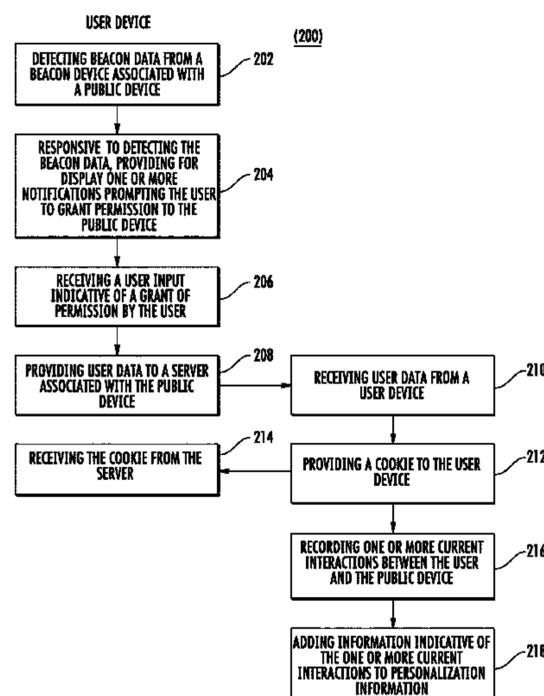 USER DEVICE
(200)
DETECTING BEACON DATA FROM A
BEACON DEVICE ASSOCIATED WITH
A PUBLIC DEVICE
202
RESPONSIVE TO DETECTING THE
BEACON DATA, PROVIDING FOR
DISPLAY ONE OR MORE
NOTIFICATIONS PROMPTING THE USER
TO GRANT PERMISSION TO THE
PUBLIC DEVICE
204
RECEIVING A USER INPUT
INDICATIVE OF A GRANT OF
PERMISSION BY THE USER
206
PROVIDING USER DATA TO A SERVER
ASSOCIATED WITH THE PUBLIC
DEVICE
208
RECEIVING USER DATA FROM A
USER DEVICE
210
RECEIVING THE COOKIE FROM THE
SERVER
214
PROVIDING A COOKIE TO THE USER
DEVICE
212
RECORDING ONE OR MORE CURRENT
INTERACTIONS BETWEEN THE USER
AND THE PUBLIC DEVICE
216
ADDING INFORMATION INDICATIVE OF
THE ONE OR MORE CURRENT
INTERACTIONS TO PERSONALIZATION
INFORMATION
218